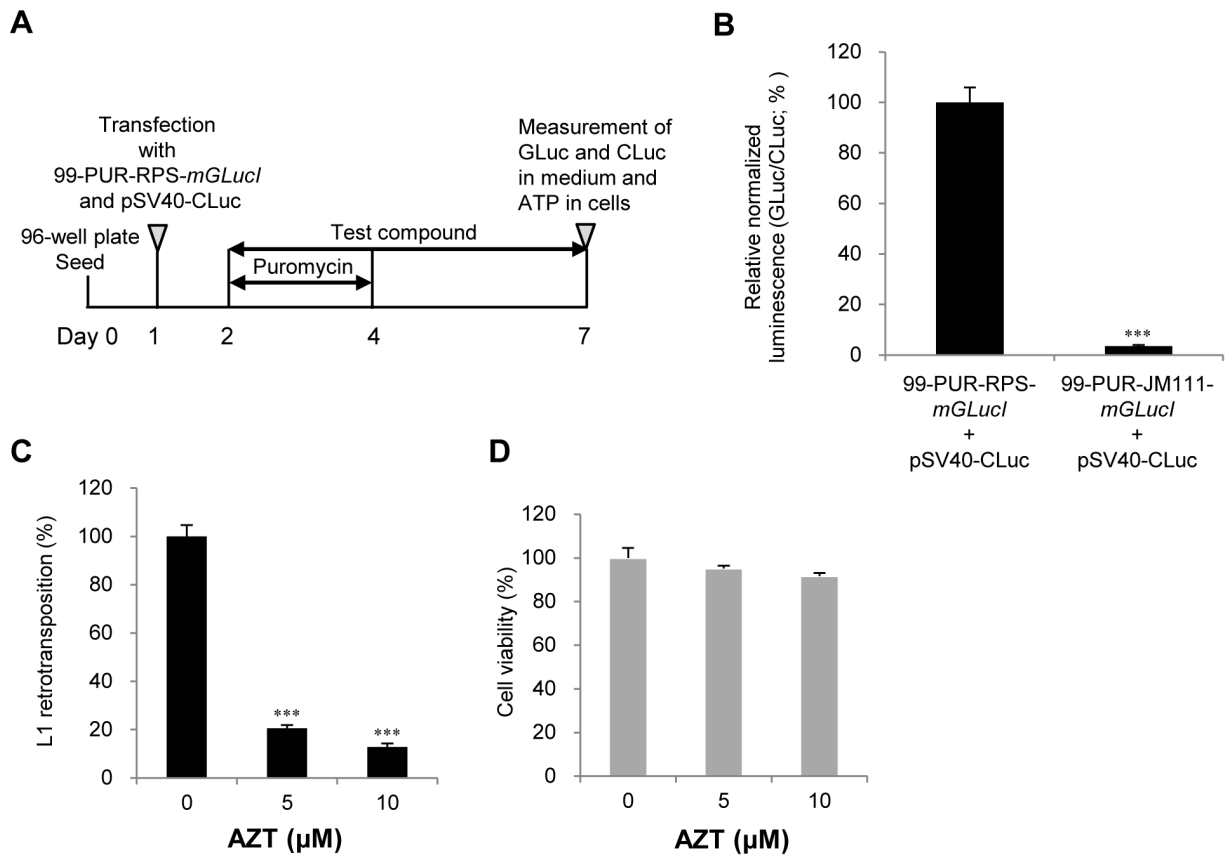 A
Transfection
with
99-PUR-RPS-mGLucI
and pSV40-CLuc
96-well plate
Seed
Measurement of
GLuc and CLuc
in medium and
ATP in cells
Test compound
Puromycin
Day 0 1 2 4 7
B
Relative normalized
luminescence (GLuc/CLuc; % )
120
100
80
60
40
20
0
***
99-PUR-RPS-
mGLucI
+
pSV40-CLuc
99-PUR-JM111-
mGLucI
+
pSV40-CLuc
C
L1 retrotransposition (%)
120
100
80
60
40
20
0
***
***
0 5 10
AZT (µM)
D
Cell viability (%)
120
100
80
60
40
20
0
0 5 10
AZT (µM)